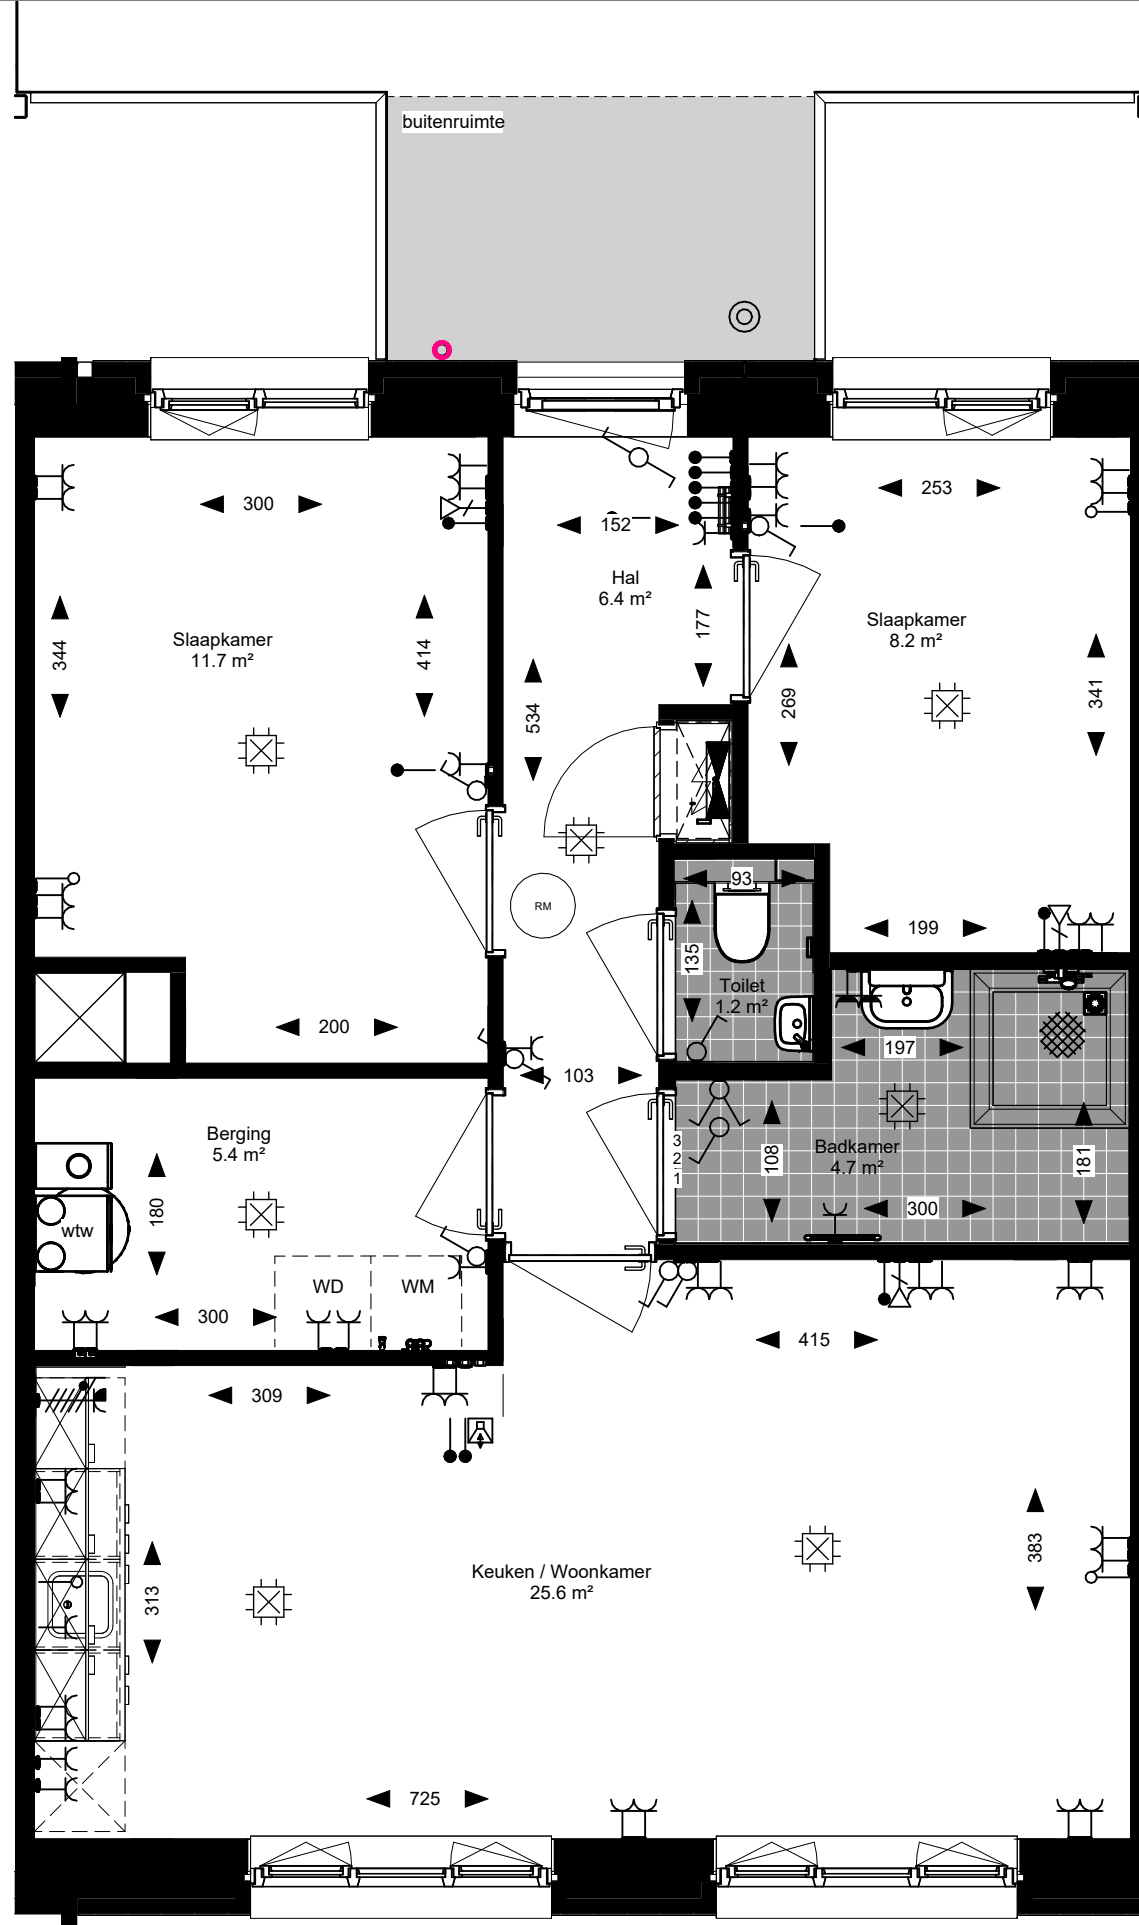 buitenruimte
300
253
152
Hal
6.4 m²
177
Slaapkamer
8.2 m²
Slaapkamer
11.7 m²
344
414
534
269
341
93
RM
135
199
Toilet
1.2 m²
200
103
197
Berging
5.4 m²
3
2
1
108
Badkamer
4.7 m²
181
180
wtw
300
WD
WM
300
415
309
383
Keuken / Woonkamer
25.6 m²
313
725